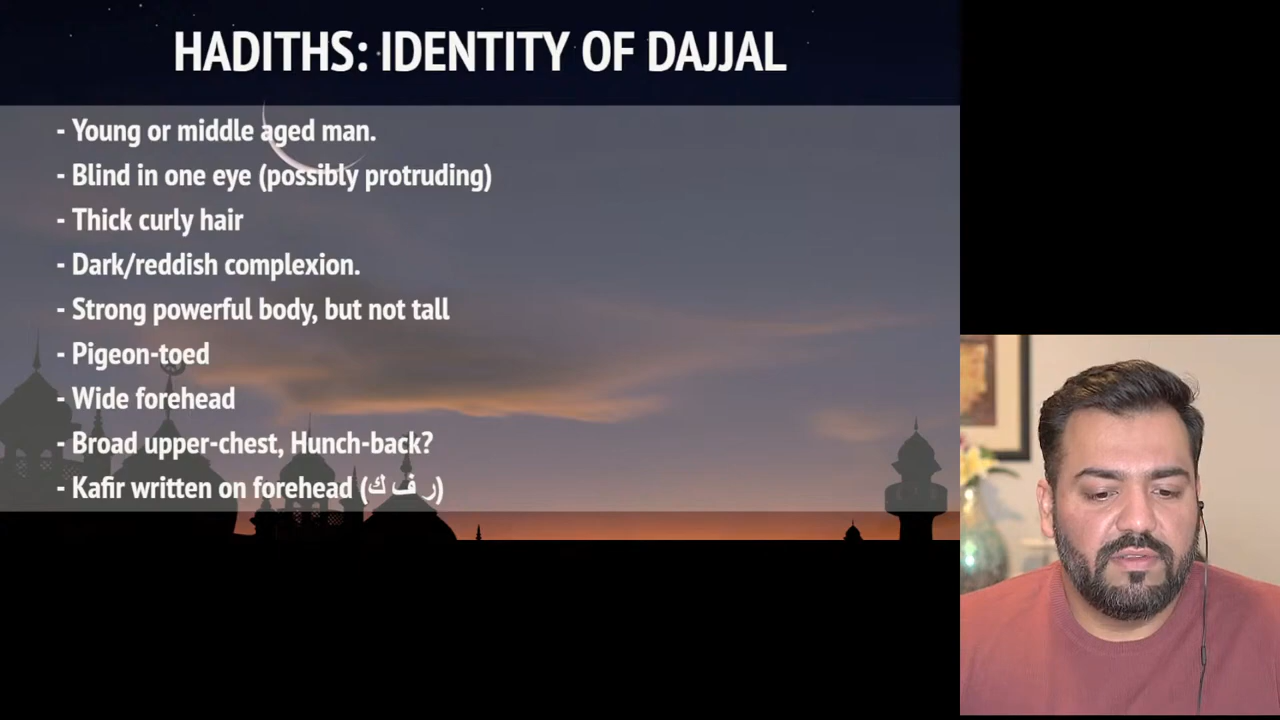 HADITHS: IDENTITY OF DAJJAL
- Young or middle aged man.
- Blind in one eye (possibly protruding)
- Thick curly hair
- Dark/reddish complexion.
- Strong powerful body, but not tall
- Pigeon-toed
- Wide forehead
- Broad upper-chest, Hunch-back?
- Kafir written on forehead (ك ف ر)